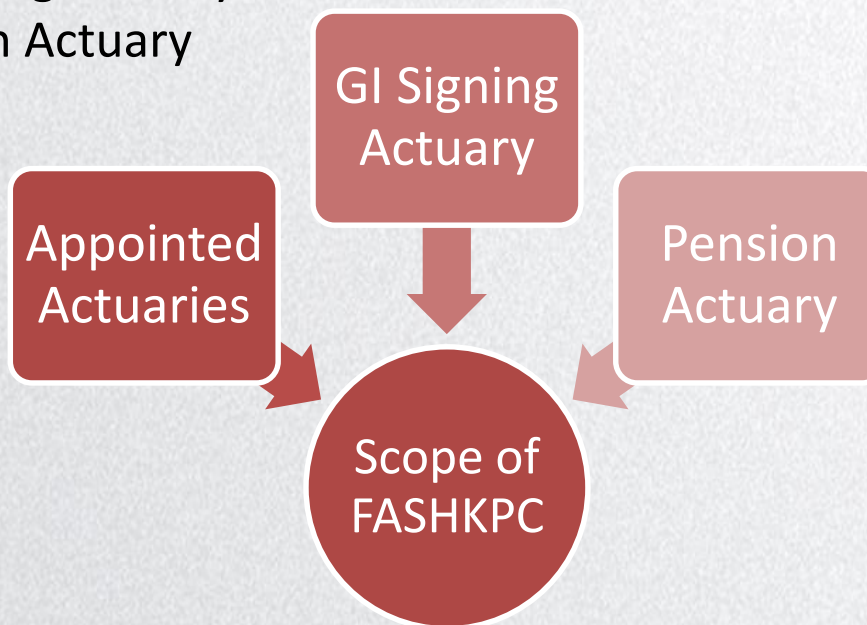 Actuary
GI Signing
Actuary
Appointed
Actuaries
Pension
Actuary
Scope of
FASHKPC